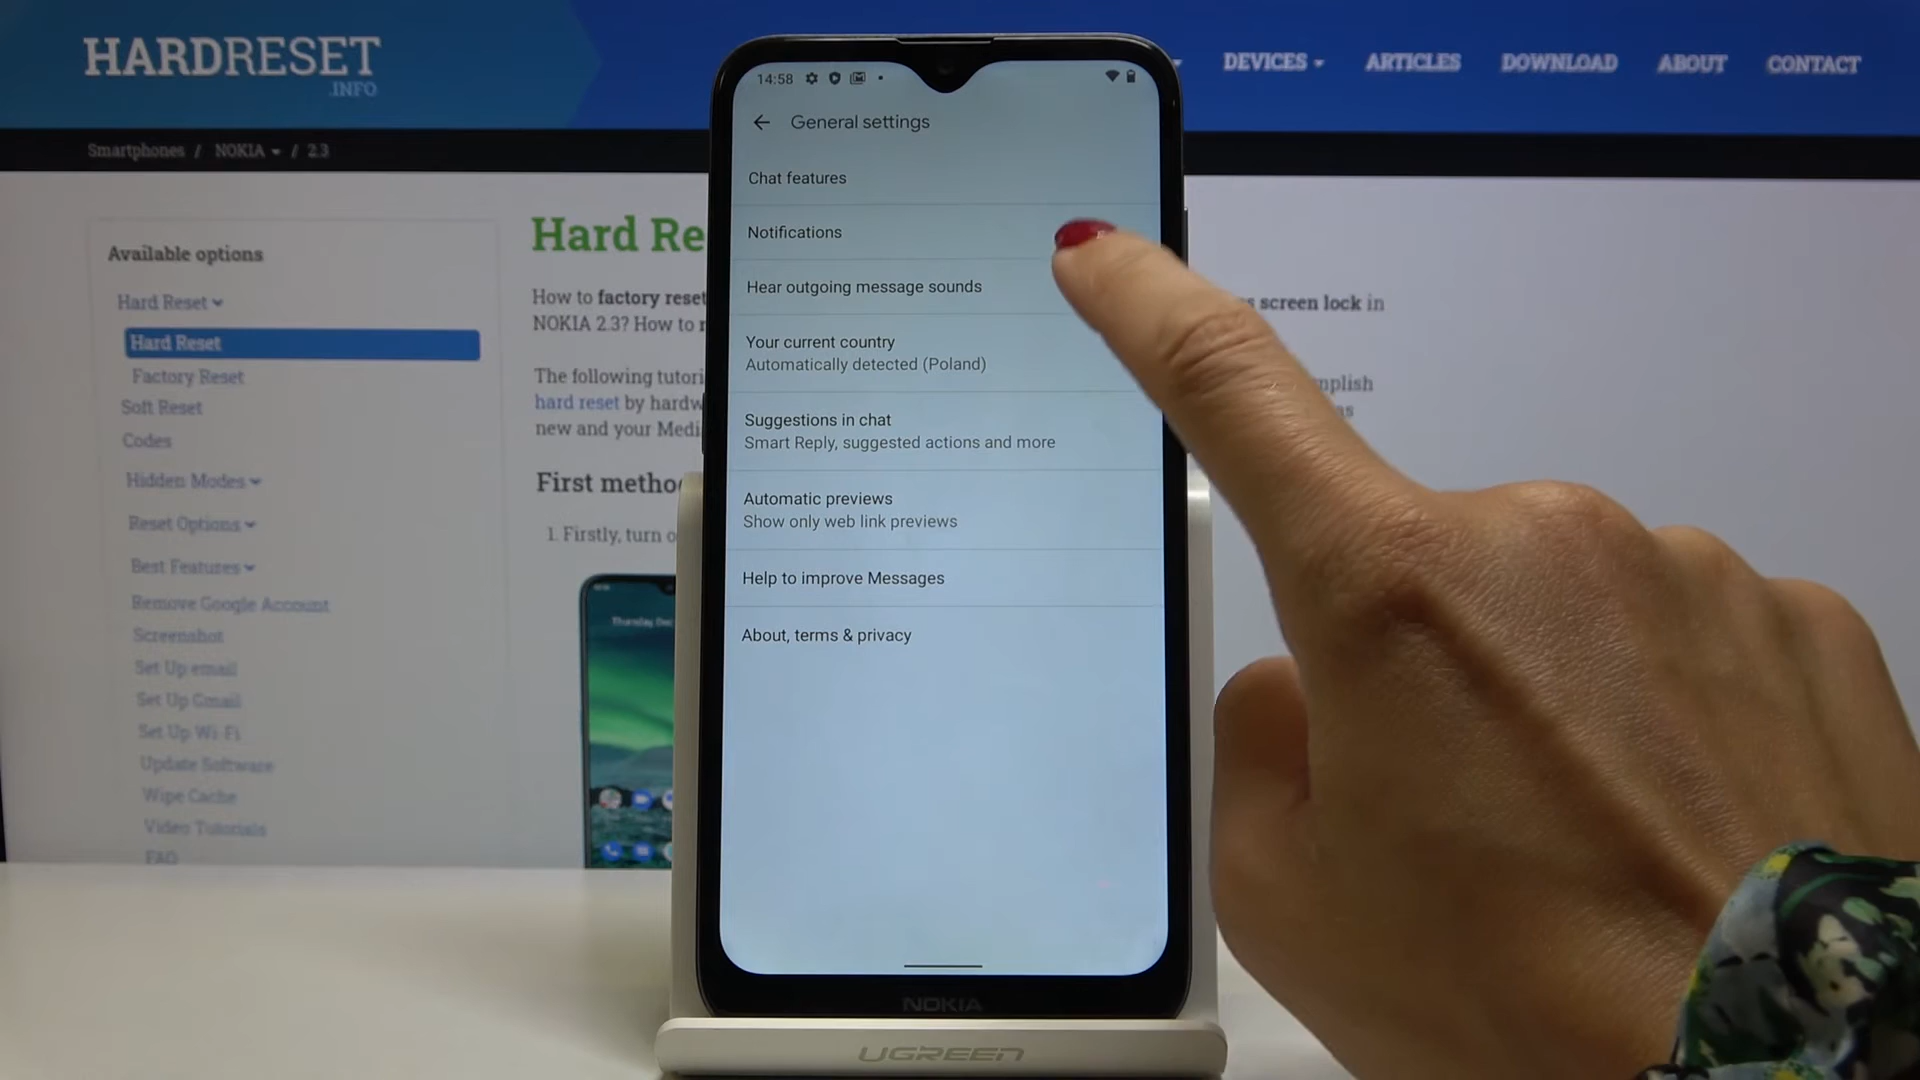 HARDRESET
.INFO
DEVICES
ARTICLES
DOWNLOAD
ABOUT
CONTACT
Smartphones / NOKIA / 2.3
Available options
Hard Reset
Hard Reset
Factory Reset
Soft Reset
Codes
Hidden Modes
Reset Options
Best Features
Remove Google Account
Screenshot
Set Up email
Set Up Gmail
Set Up Wi-Fi
Update Software
Wipe Cache
Video Tutorials
FAQ
Hard Re
How to factory reset
screen lock in
NOKIA 2.3? How to
The following
hard reset by
new and your
First
1. Firstly, turn
14:58
General settings
Chat features
Notifications
Hear outgoing message sounds
Your current country
Automatically detected (Poland)
Suggestions in chat
Smart Reply, suggested actions and more
Automatic previews
Show only web link previews
Help to improve Messages
About, terms & privacy
NOKIA
UGREEN